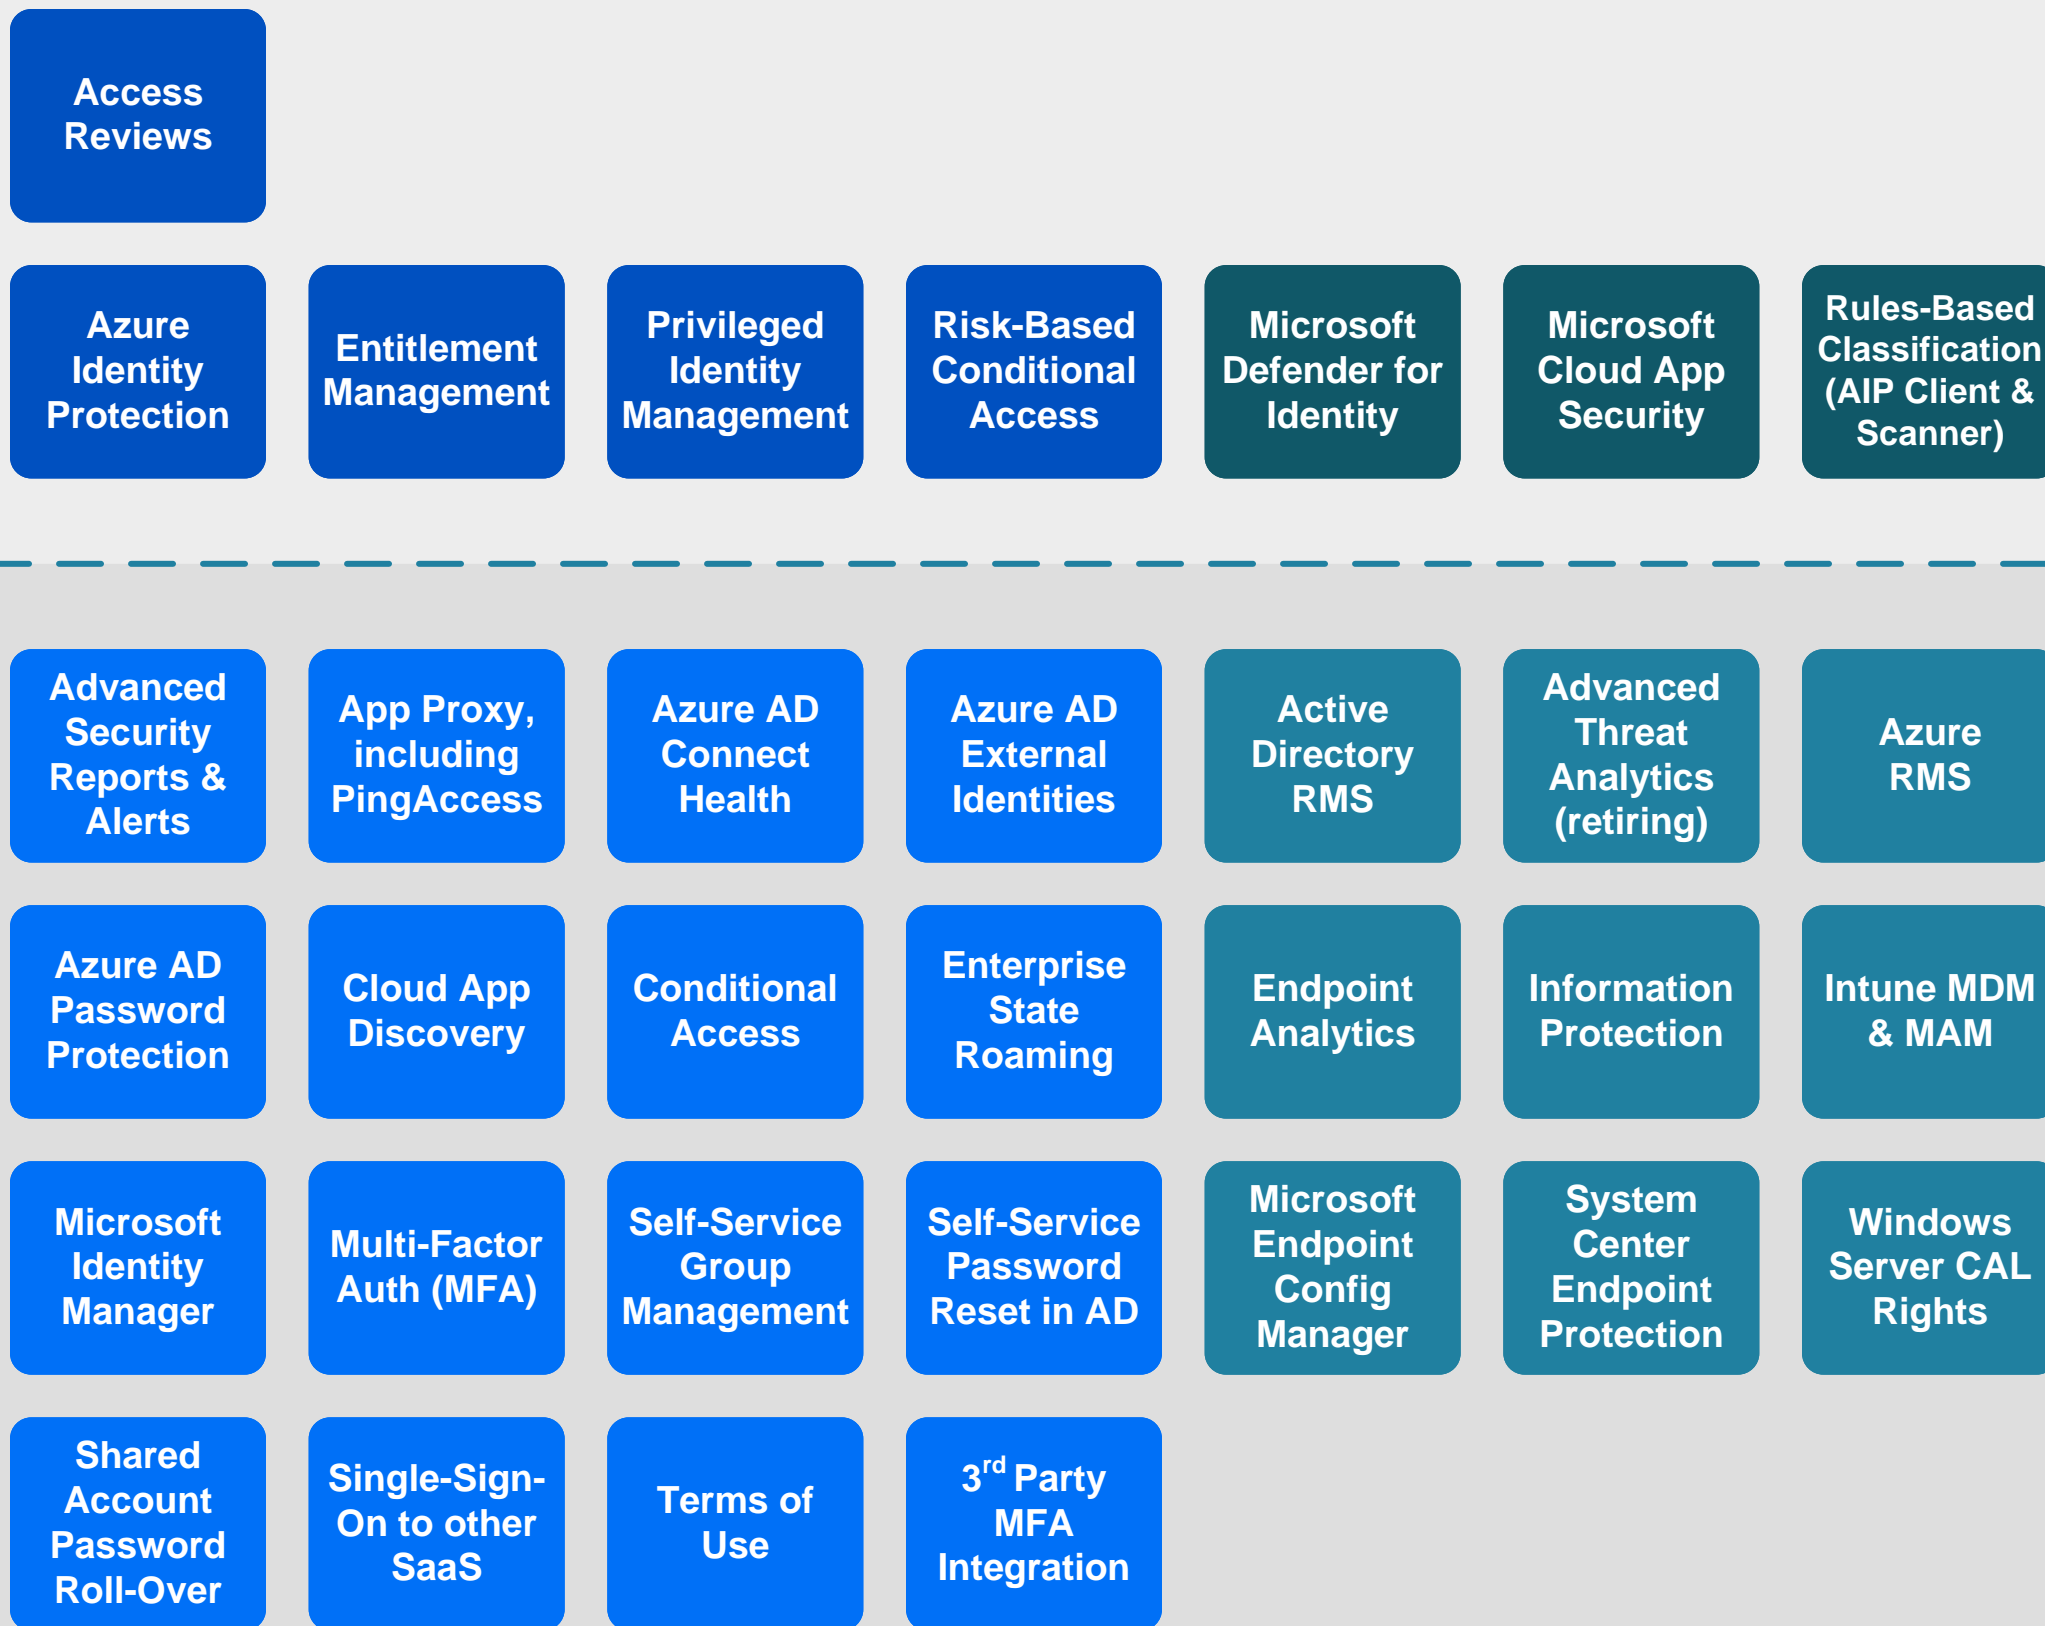 Access
Reviews
Azure
Identity
Protection
Entitlement
Management
Privileged
Identity
Management
Risk-Based
Conditional
Access
Microsoft
Defender for
Identity
Microsoft
Cloud App
Security
Rules-Based
Classification
(AIP Client &
Scanner)
Advanced
Security
Reports &
Alerts
App Proxy,
including
PingAccess
Azure AD
Connect
Health
Azure AD
External
Identities
Active
Directory
RMS
Advanced
Threat
Analytics
(retiring)
Azure
RMS
Azure AD
Password
Protection
Cloud App
Discovery
Conditional
Access
Enterprise
State
Roaming
Endpoint
Analytics
Information
Protection
Intune MDM
& MAM
Microsoft
Identity
Manager
Multi-Factor
Auth (MFA)
Self-Service
Group
Management
Self-Service
Password
Reset in AD
Microsoft
Endpoint
Config
Manager
System
Center
Endpoint
Protection
Windows
Server CAL
Rights
Shared
Account
Password
Roll-Over
Single-Sign-
On to other
SaaS
Terms of
Use
3rd Party
MFA
Integration